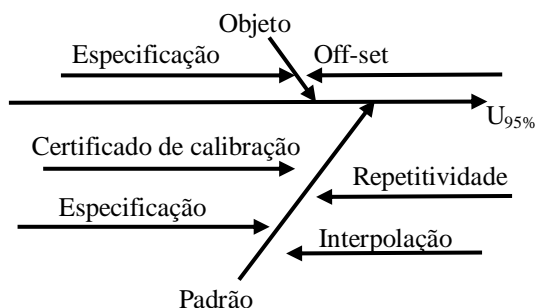 Objeto
Especificação
Off-set
U95%
Certificado de calibração
Repetitividade
Especificação
Interpolação
Padrão